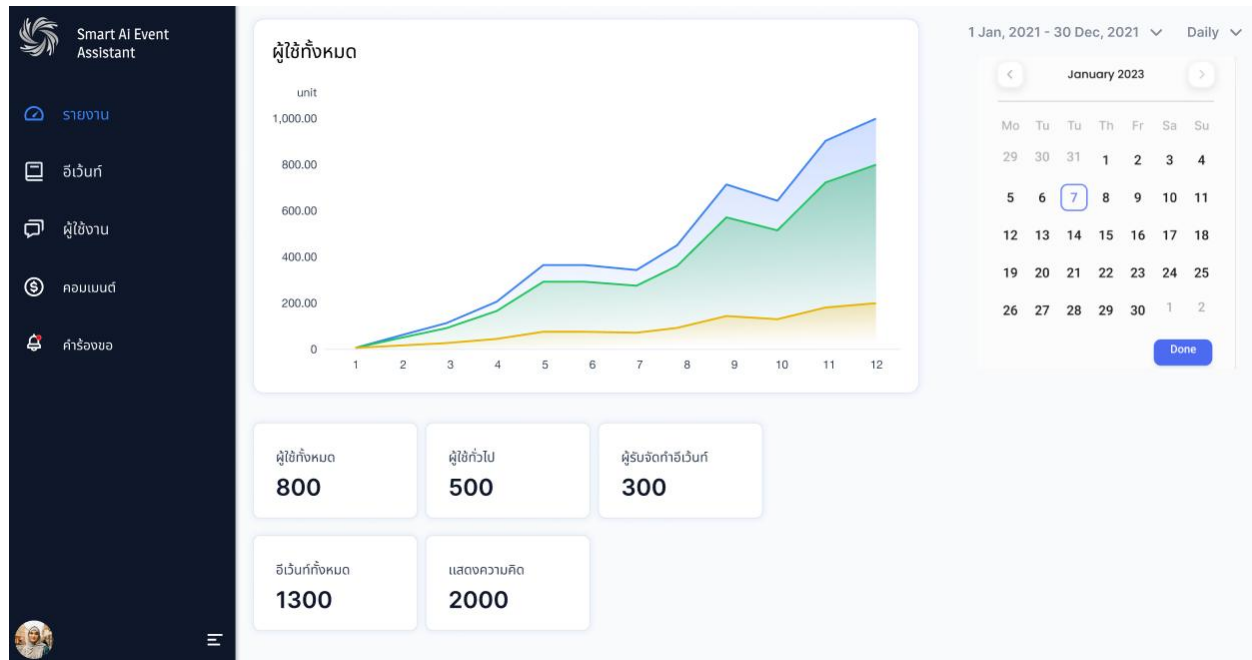 Smart Ai Event
Assistant
รายงาน
อีเว้นท์
ผู้ใช้งาน
คอมเมนต์
คำร้องขอ
ผู้ใช้ทั้งหมด
unit
1,000.00
800.00
600.00
400.00
200.00
0
1 2 3 4 5 6 7 8 9 10 11 12
1 Jan, 2021 - 30 Dec, 2021 Daily
January 2023
Mo Tu Tu Th Fr Sa Su
29 30 31 1 2 3 4
5 6 7 8 9 10 11
12 13 14 15 16 17 18
19 20 21 22 23 24 25
26 27 28 29 30 1 2
Done
ผู้ใช้ทั้งหมด
800
ผู้ใช้ทั่วไป
500
ผู้รับจัดทำอีเว้นท์
300
อีเว้นท์ทั้งหมด
1300
แสดงความคิด
2000